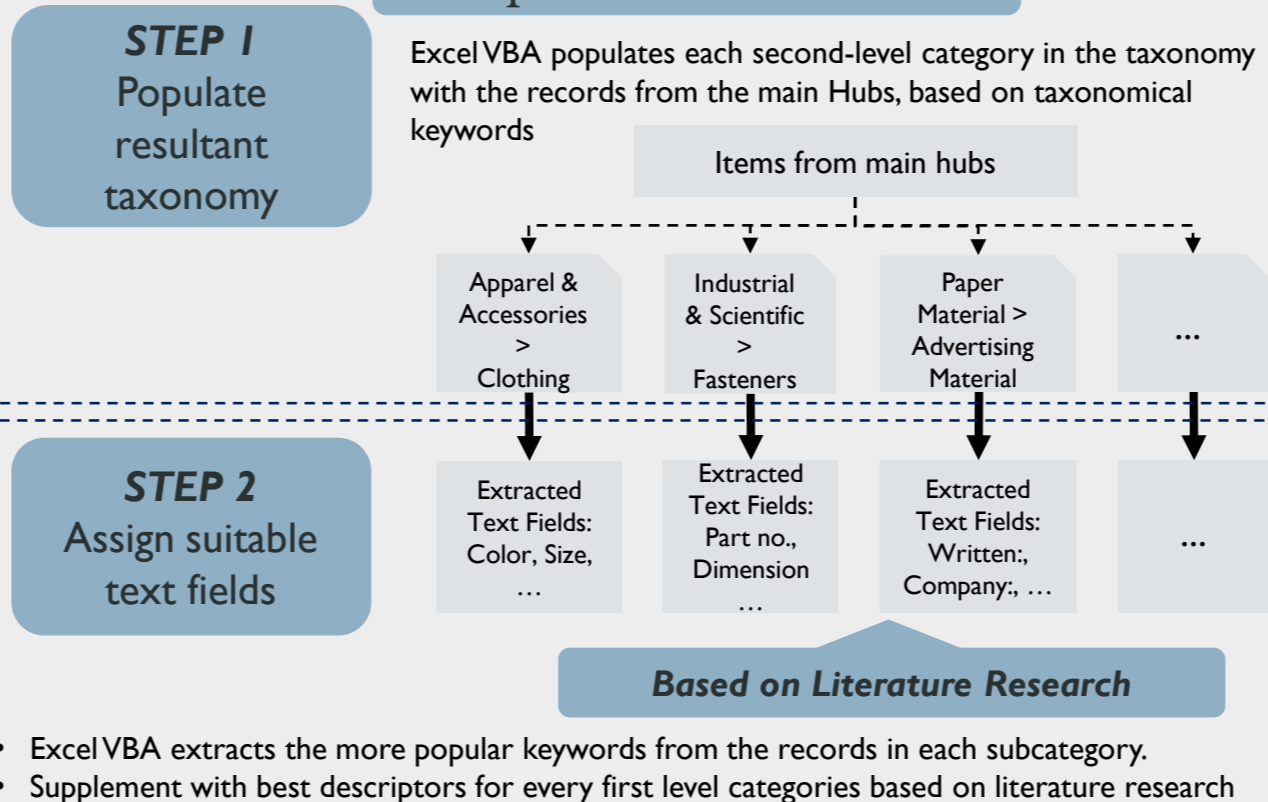 STEP 1
Populate
resultant
taxonomy
Excel VBA populates each second-level category in the taxonomy
with the records from the main Hubs, based on taxonomical
keywords
Items from main hubs
Apparel &
Accessories
>
Clothing
Industrial
& Scientific
>
Fasteners
Paper
Material >
Advertising
Material
...
STEP 2
Assign suitable
text fields
Extracted
Text Fields:
Color, Size,
...
Extracted
Text Fields:
Part no.,
Dimension
...
Extracted
Text Fields:
Written:,
Company:, ...
...
Based on Literature Research
• Excel VBA extracts the more popular keywords from the records in each subcategory.
• Supplement with best descriptors for every first level categories based on literature research